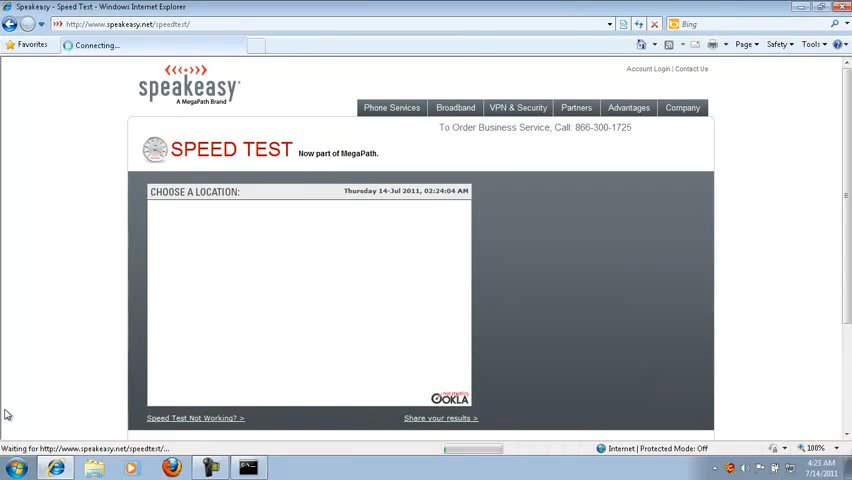 Speakeasy - Speed Test - Windows Internet Explorer
http://www.speakeasy.net/speedtest/
Bing
Favorites
Connecting...
Page
Safety
Tools
Account Login | Contact Us
speakeasy
A MegaPath Brand
Phone Services
Broadband
VPN & Security
Partners
Advantages
Company
To Order Business Service, Call: 866-300-1725
SPEED TEST
Now part of MegaPath.
CHOOSE A LOCATION:
Thursday 14-Jul 2011, 02:24:04 AM
OOKLA
Speed Test Not Working? >
Share your results >
Waiting for http://www.speakeasy.net/speedtest/...
Internet | Protected Mode: Off
100%
4:23 AM
7/14/2011